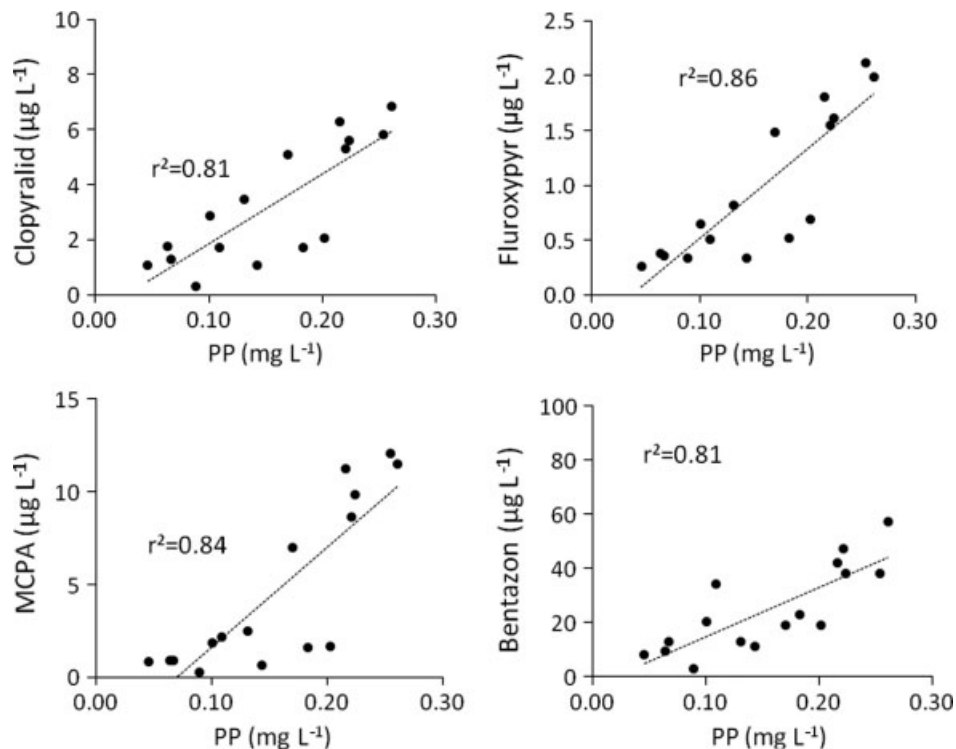 Clopyralid (µg L⁻¹)
10
8
6
4
2
0
r²=0.81
0.00 0.10 0.20 0.30
PP (mg L⁻¹)
Fluroxypyr (µg L⁻¹)
2.5
2.0
1.5
1.0
0.5
0.0
r²=0.86
0.00 0.10 0.20 0.30
PP (mg L⁻¹)
MCPA (µg L⁻¹)
15
10
5
0
r²=0.84
0.00 0.10 0.20 0.30
PP (mg L⁻¹)
Bentazon (µg L⁻¹)
100
80
60
40
20
0
r²=0.81
0.00 0.10 0.20 0.30
PP (mg L⁻¹)